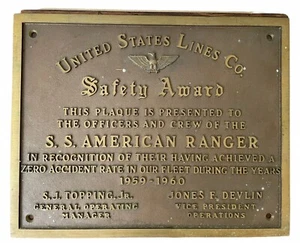 UNITED STATES LINES CO.
Safety Award
THIS PLAQUE IS PRESENTED TO
THE OFFICERS AND CREW OF THE
S. S. AMERICAN RANGER
IN RECOGNITION OF THEIR HAVING ACHIEVED A
ZERO ACCIDENT RATE IN OUR FLEET DURING THE YEARS
1959-1960
S.J. TOPPING, JR. JONES F. DEVLIN
GENERAL OPERATING VICE PRESIDENT
MANAGER OPERATIONS